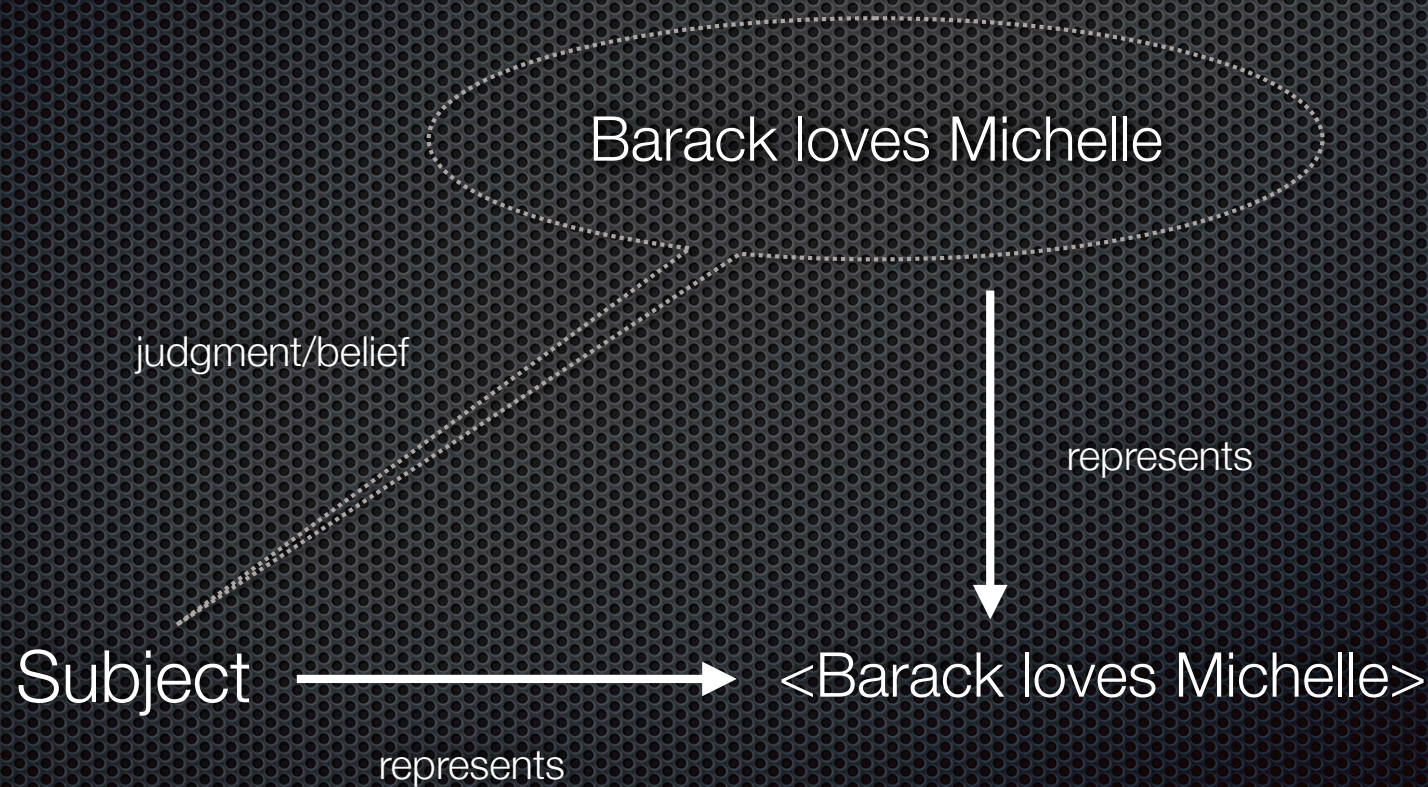 Barack loves Michelle
judgment/belief
represents
Subject
<Barack loves Michelle>
represents